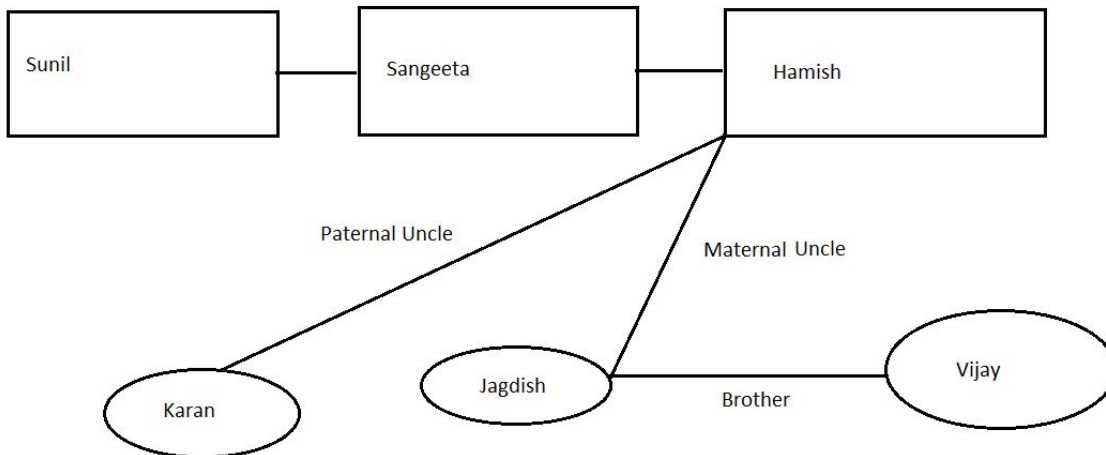 Sunil
Sangeeta
Hamish
Paternal Uncle
Maternal Uncle
Karan
Jagdish
Brother
Vijay